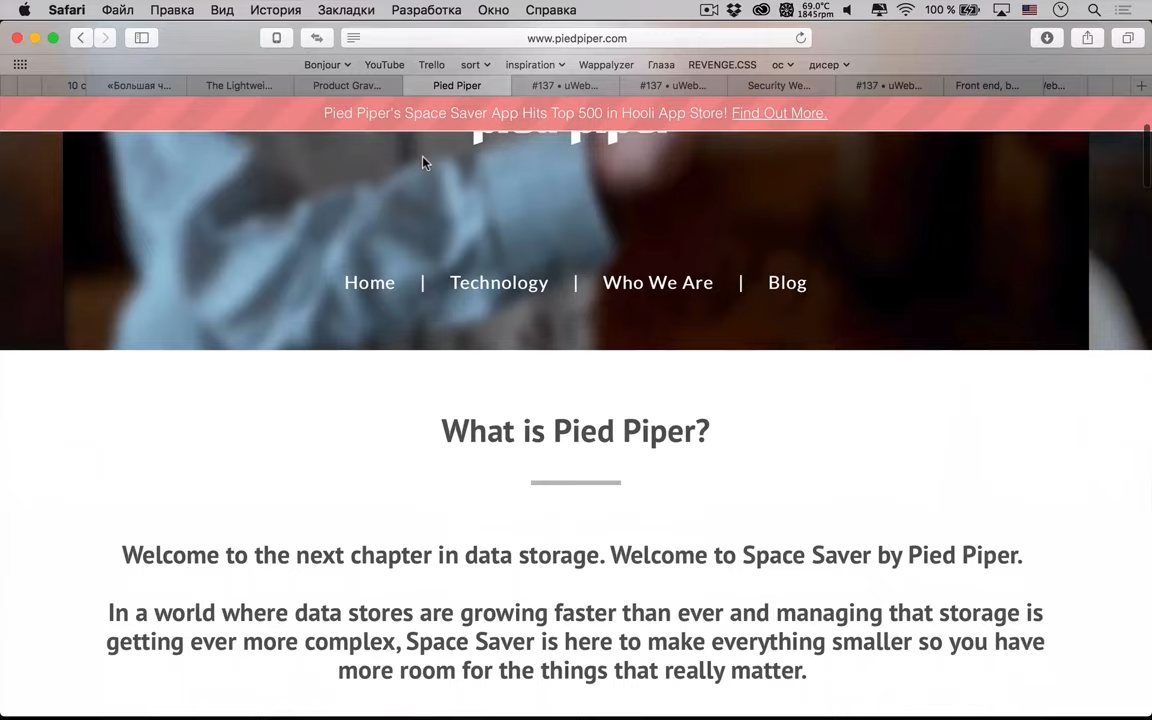 Safari Файл Правка Вид История Закладки Разработка Окно Справка 69.0°C 1845rpm 100 %
www.piedpiper.com
Bonjour YouTube Trello sort inspiration Wappalyzer Глаза REVENGE.CSS ос дисер
10 с «Большая ч... The Lightwei... Product Grav... Pied Piper #137 • uWeb... #137 • uWeb... Security We... #137 • uWeb... Front end, b... /eb...
Pied Piper's Space Saver App Hits Top 500 in Hooli App Store! Find Out More.
pied piper
Home | Technology | Who We Are | Blog
What is Pied Piper?
Welcome to the next chapter in data storage. Welcome to Space Saver by Pied Piper.
In a world where data stores are growing faster than ever and managing that storage is
getting ever more complex, Space Saver is here to make everything smaller so you have
more room for the things that really matter.